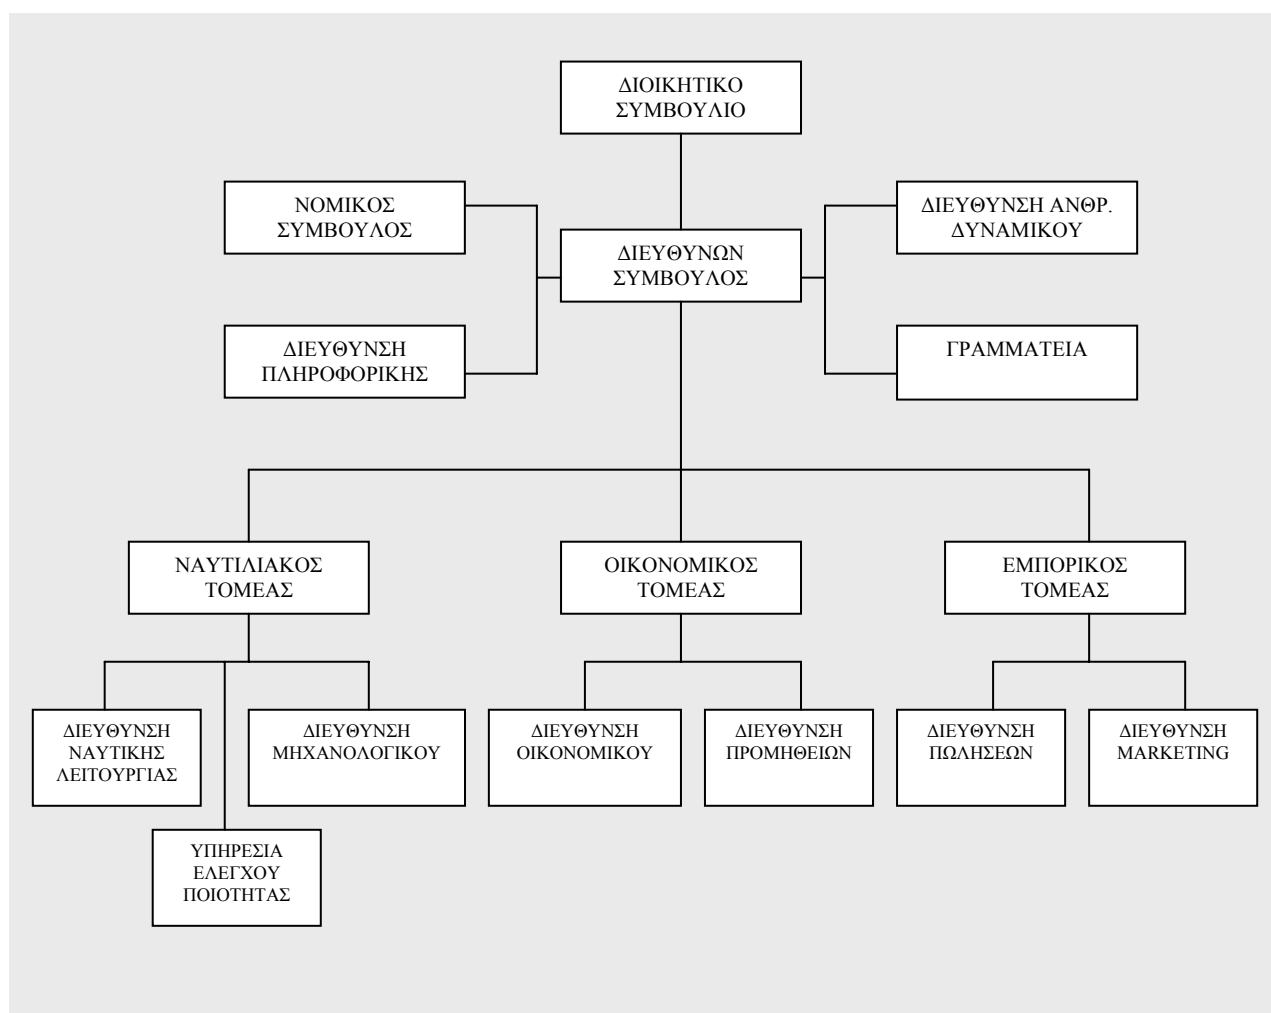 ΔΙΟΙΚΗΤΙΚΟ
ΣΥΜΒΟΥΛΙΟ
ΝΟΜΙΚΟΣ
ΣΥΜΒΟΥΛΟΣ
ΔΙΕΥΘΥΝΣΗ ΑΝΘΡ.
ΔΥΝΑΜΙΚΟΥ
ΔΙΕΥΘΥΝΩΝ
ΣΥΜΒΟΥΛΟΣ
ΔΙΕΥΘΥΝΣΗ
ΠΛΗΡΟΦΟΡΙΚΗΣ
ΓΡΑΜΜΑΤΕΙΑ
ΝΑΥΤΙΛΙΑΚΟΣ
ΤΟΜΕΑΣ
ΟΙΚΟΝΟΜΙΚΟΣ
ΤΟΜΕΑΣ
ΕΜΠΟΡΙΚΟΣ
ΤΟΜΕΑΣ
ΔΙΕΥΘΥΝΣΗ
ΝΑΥΤΙΚΗΣ
ΛΕΙΤΟΥΡΓΙΑΣ
ΔΙΕΥΘΥΝΣΗ
ΜΗΧΑΝΟΛΟΓΙΚΟΥ
ΔΙΕΥΘΥΝΣΗ
ΟΙΚΟΝΟΜΙΚΟΥ
ΔΙΕΥΘΥΝΣΗ
ΠΡΟΜΗΘΕΙΩΝ
ΔΙΕΥΘΥΝΣΗ
ΠΩΛΗΣΕΩΝ
ΔΙΕΥΘΥΝΣΗ
MARKETING
ΥΠΗΡΕΣΙΑ
ΕΛΕΓΧΟΥ
ΠΟΙΟΤΗΤΑΣ